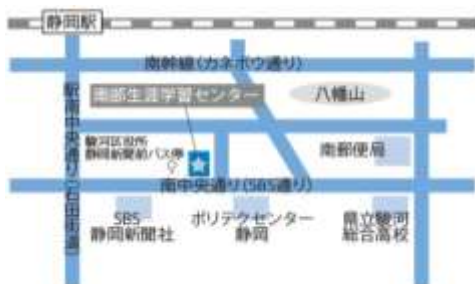 静岡駅
南幹線(カネボウ通り)
南部生涯学習センター
八幡山
駅南中央通り(石田街道)
駿河区役所
静岡新聞前バス停
南郵便局
南中央通り(SBS通り)
SBS
静岡新聞社
ポリテクセンター
静岡
県立駿河
総合高校